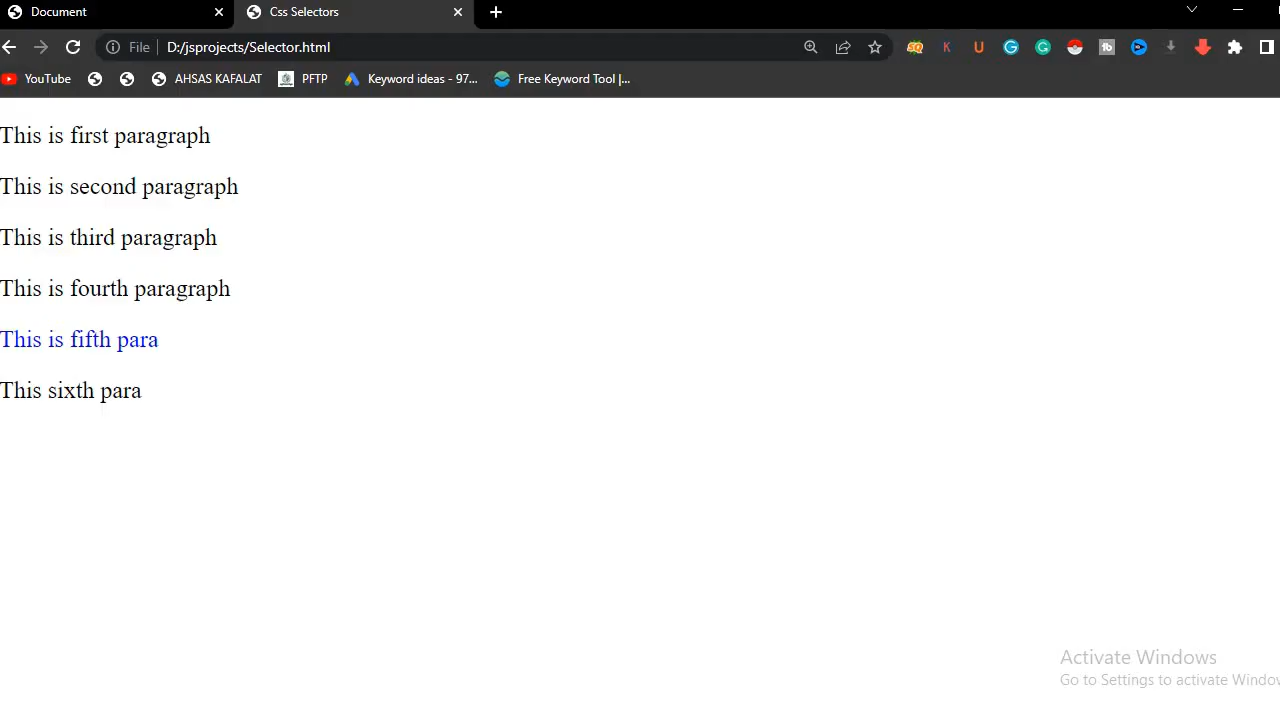 Document
Css Selectors
File
D:/jsprojects/Selector.html
YouTube
AHSAS KAFALAT
PFTP
Keyword ideas - 97...
Free Keyword Tool |...
This is first paragraph
This is second paragraph
This is third paragraph
This is fourth paragraph
This is fifth para
This sixth para
Activate Windows
Go to Settings to activate Windo